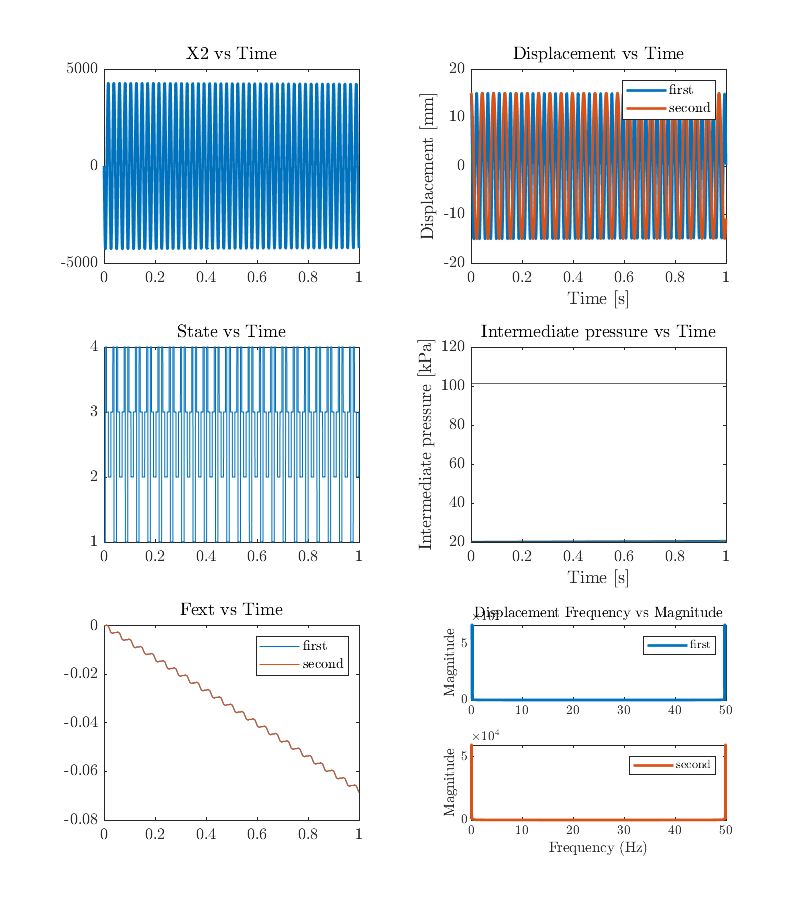 X2 vs Time
5000
0
-5000
0 0.2 0.4 0.6 0.8 1
Displacement vs Time
Displacement [mm]
20
10
0
-10
-20
first
second
0 0.2 0.4 0.6 0.8 1
Time [s]
State vs Time
4
3
2
1
0 0.2 0.4 0.6 0.8 1
Intermediate pressure vs Time
Intermediate pressure [kPa]
120
100
80
60
40
20
0 0.2 0.4 0.6 0.8 1
Time [s]
Fext vs Time
0
-0.02
-0.04
-0.06
-0.08
first
second
0 0.2 0.4 0.6 0.8 1
Displacement Frequency vs Magnitude
Magnitude
5
0
first
0 10 20 30 40 50
×10⁴
Magnitude
5
0
second
0 10 20 30 40 50
Frequency (Hz)